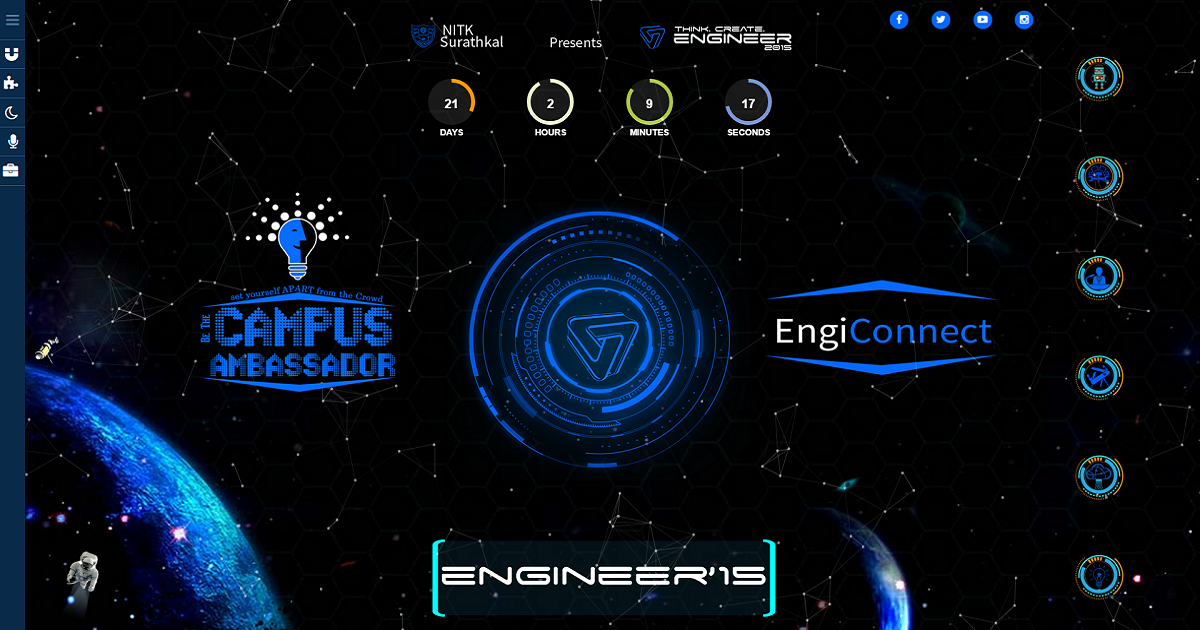 NITK
Surathkal
Presents
THINK. CREATE.
ENGINEER
2015
21
DAYS
2
HOURS
9
MINUTES
17
SECONDS
set yourself APART from the Crowd
BE THE
CAMPUS
AMBASSADOR
EngiConnect
ENGINEER'15